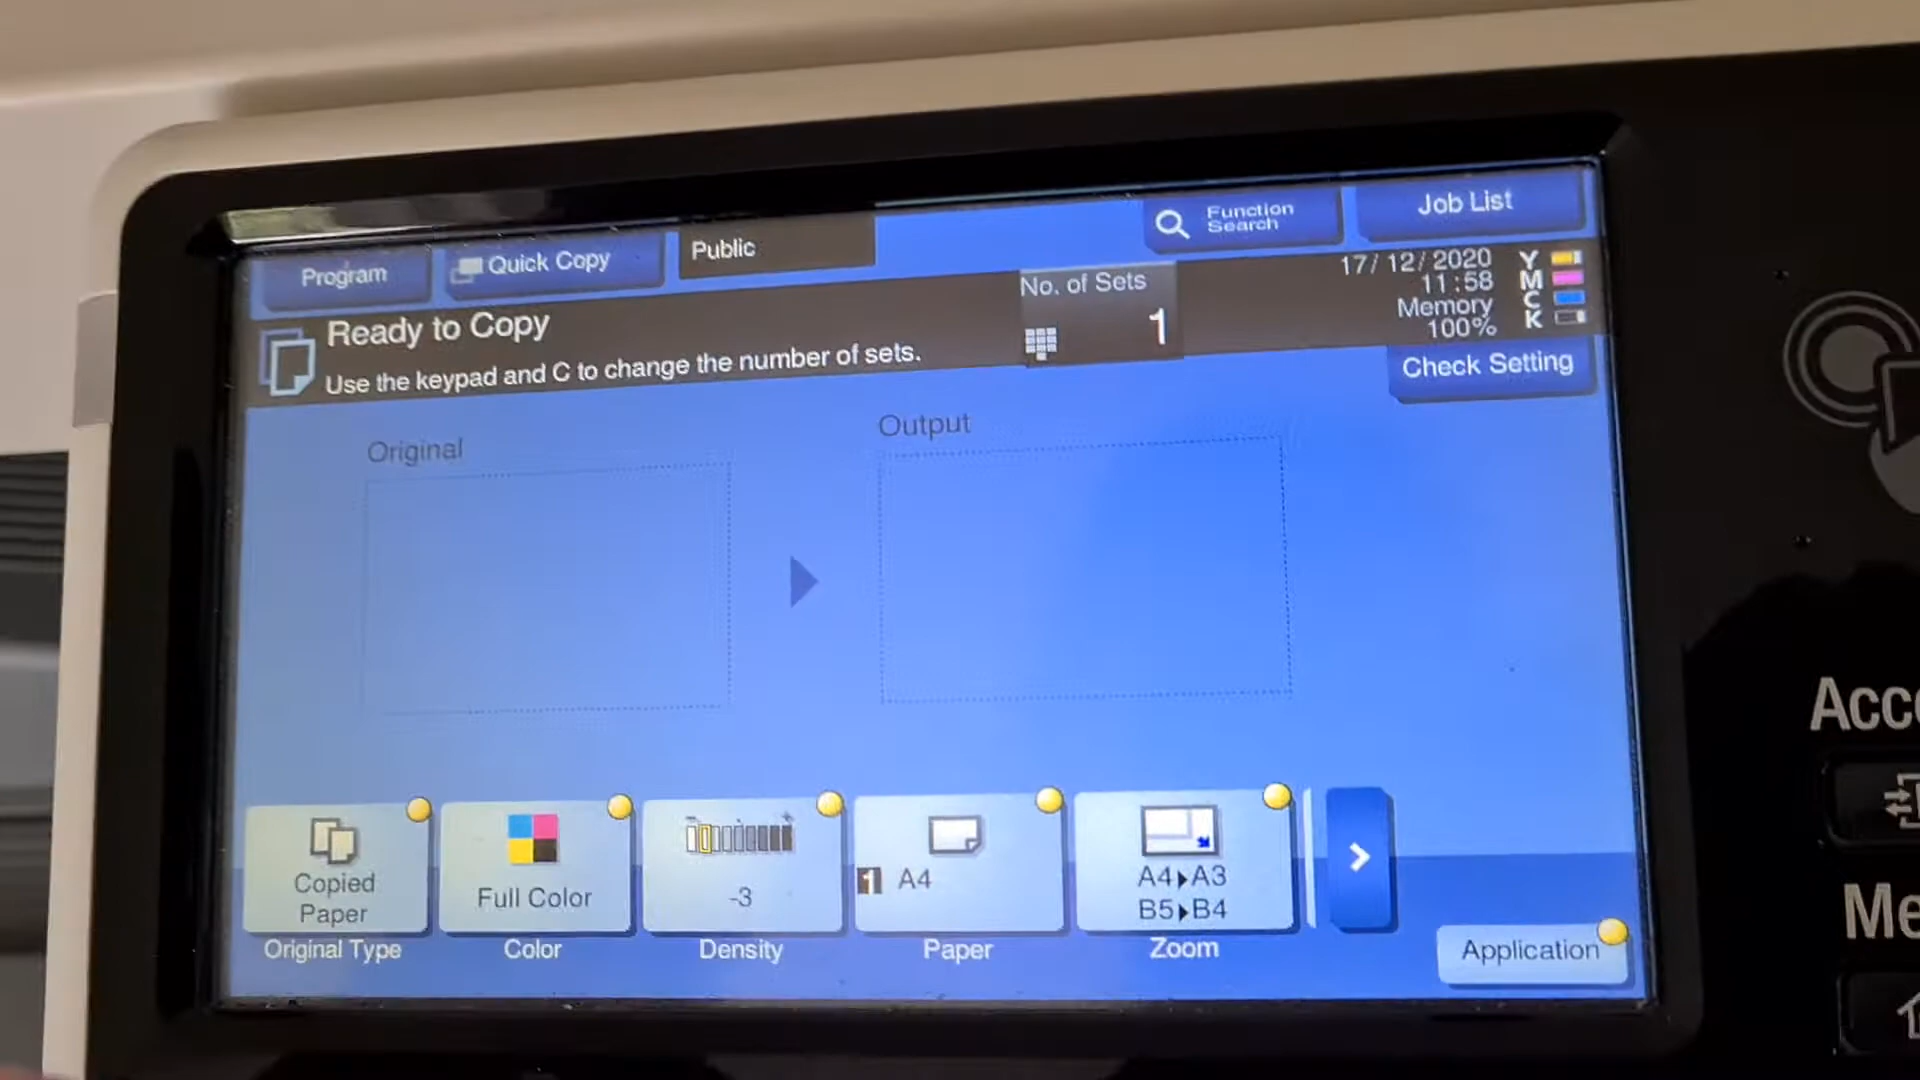 Program
Quick Copy
Public
Function
Search
Job List
Ready to Copy
Use the keypad and C to change the number of sets.
No. of Sets
1
17/12/2020
11:58
Memory
100%
Y
M
C
K
Check Setting
Original
Output
Copied
Paper
Original Type
Full Color
Color
-3
Density
1 A4
Paper
A4▶A3
B5▶B4
Zoom
Application
Acc
Me